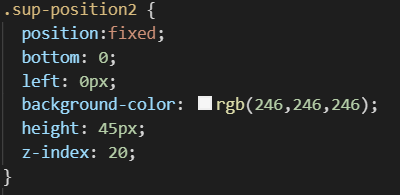 .sup-position2 {
  position:fixed;
  bottom: 0;
  left: 0px;
  background-color: rgb(246,246,246);
  height: 45px;
  z-index: 20;
}